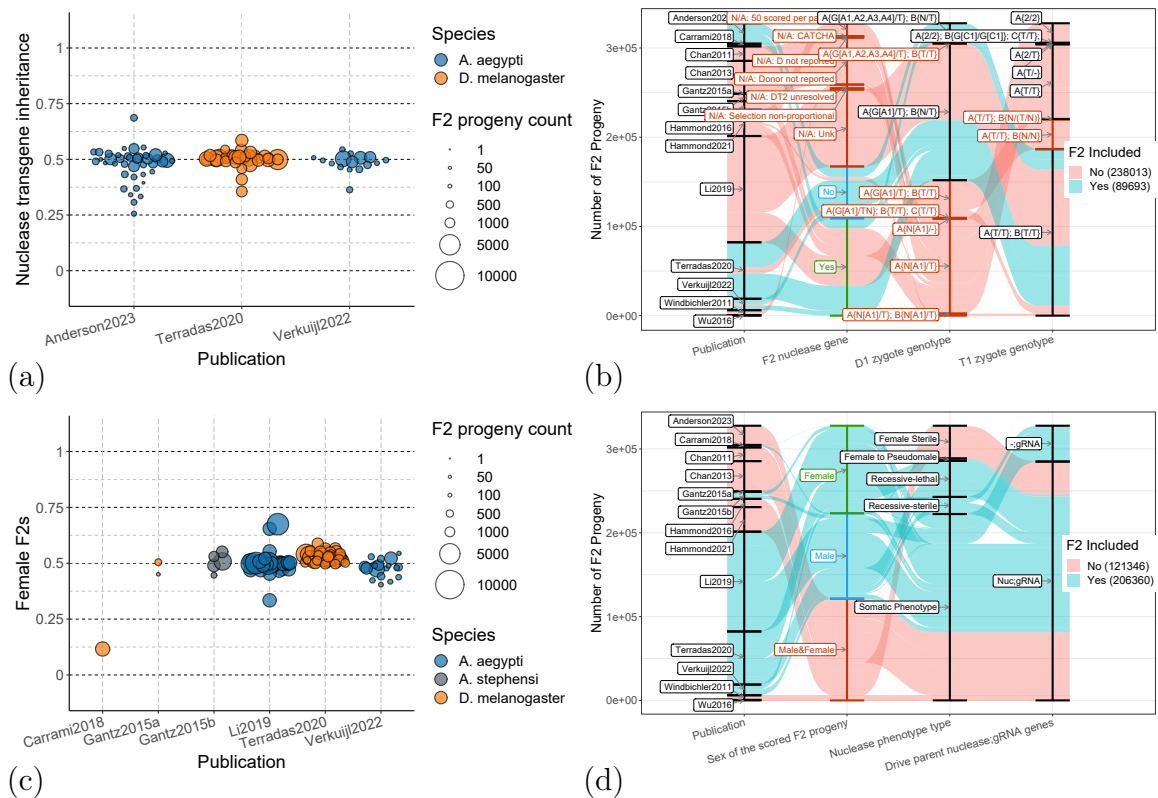 Nuclease transgene inheritance
1
0.75
0.5
0.25
0
Anderson2023
Terradas2020
Verkuijl2022
Publication
Species
A. aegypti
D. melanogaster
F2 progeny count
1
50
100
500
1000
5000
10000
(a)
Number of F2 Progeny
3e+05
2e+05
1e+05
0e+00
Carrami2018
Chan2011
Chan2013
Gantz2015a
Hammond2016
Hammond2021
Li2019
Terradas2020
Verkuijl2022
Windbichler2011
Wu2016
N/A: 50 scored per
N/A: CATCHA
N/A: D not reported
N/A: Donor not reported
N/A: DT2 unresolved
N/A: Selection non-proportional
N/A: Unk
No
Yes
A{G[A1,A2,A3,A4]/T}; B{N/T}
A{G[A1,A2,A3,A4]/T}; B{T/T}
A{G[A1]/T}; B{N/T}
A{G[A1]/T}; B{T/T}
A{G[A1]/TN}; B{T/T}; C{T/T}
A{N[A1]/-}
A{N[A1]/T}
A{N[A1]/T}; B{N[A1]/T}
A{2/2}
A{2/2}; B{G[C1]/G[C1]}; C{T/T};
A{2/T}
A{T/-}
A{T/T}
A{T/T}; B{N/(T/N)}
A{T/T}; B{N/N}
A{T/T}; B{T/T}
Publication
F2 nuclease gene
D1 zygote genotype
T1 zygote genotype
F2 Included
No (238013)
Yes (89693)
(b)
Female F2s
1
0.75
0.5
0.25
0
Carrami2018
Gantz2015a
Gantz2015b
Li2019
Terradas2020
Verkuijl2022
Publication
F2 progeny count
1
50
100
500
1000
5000
10000
Species
A. aegypti
A. stephensi
D. melanogaster
(c)
Number of F2 Progeny
3e+05
2e+05
1e+05
0e+00
Anderson2023
Carrami2018
Chan2011
Chan2013
Gantz2015a
Gantz2015b
Hammond2016
Hammond2021
Li2019
Terradas2020
Verkuijl2022
Windbichler2011
Wu2016
Female
Male
Male&Female
Female Sterile
Female to Pseudomale
Recessive-lethal
Recessive-sterile
Somatic Phenotype
-;gRNA
Nuc;gRNA
Publication
Sex of the scored F2 progeny
Nuclease phenotype type
Drive parent nuclease;gRNA genes
F2 Included
No (121346)
Yes (206360)
(d)